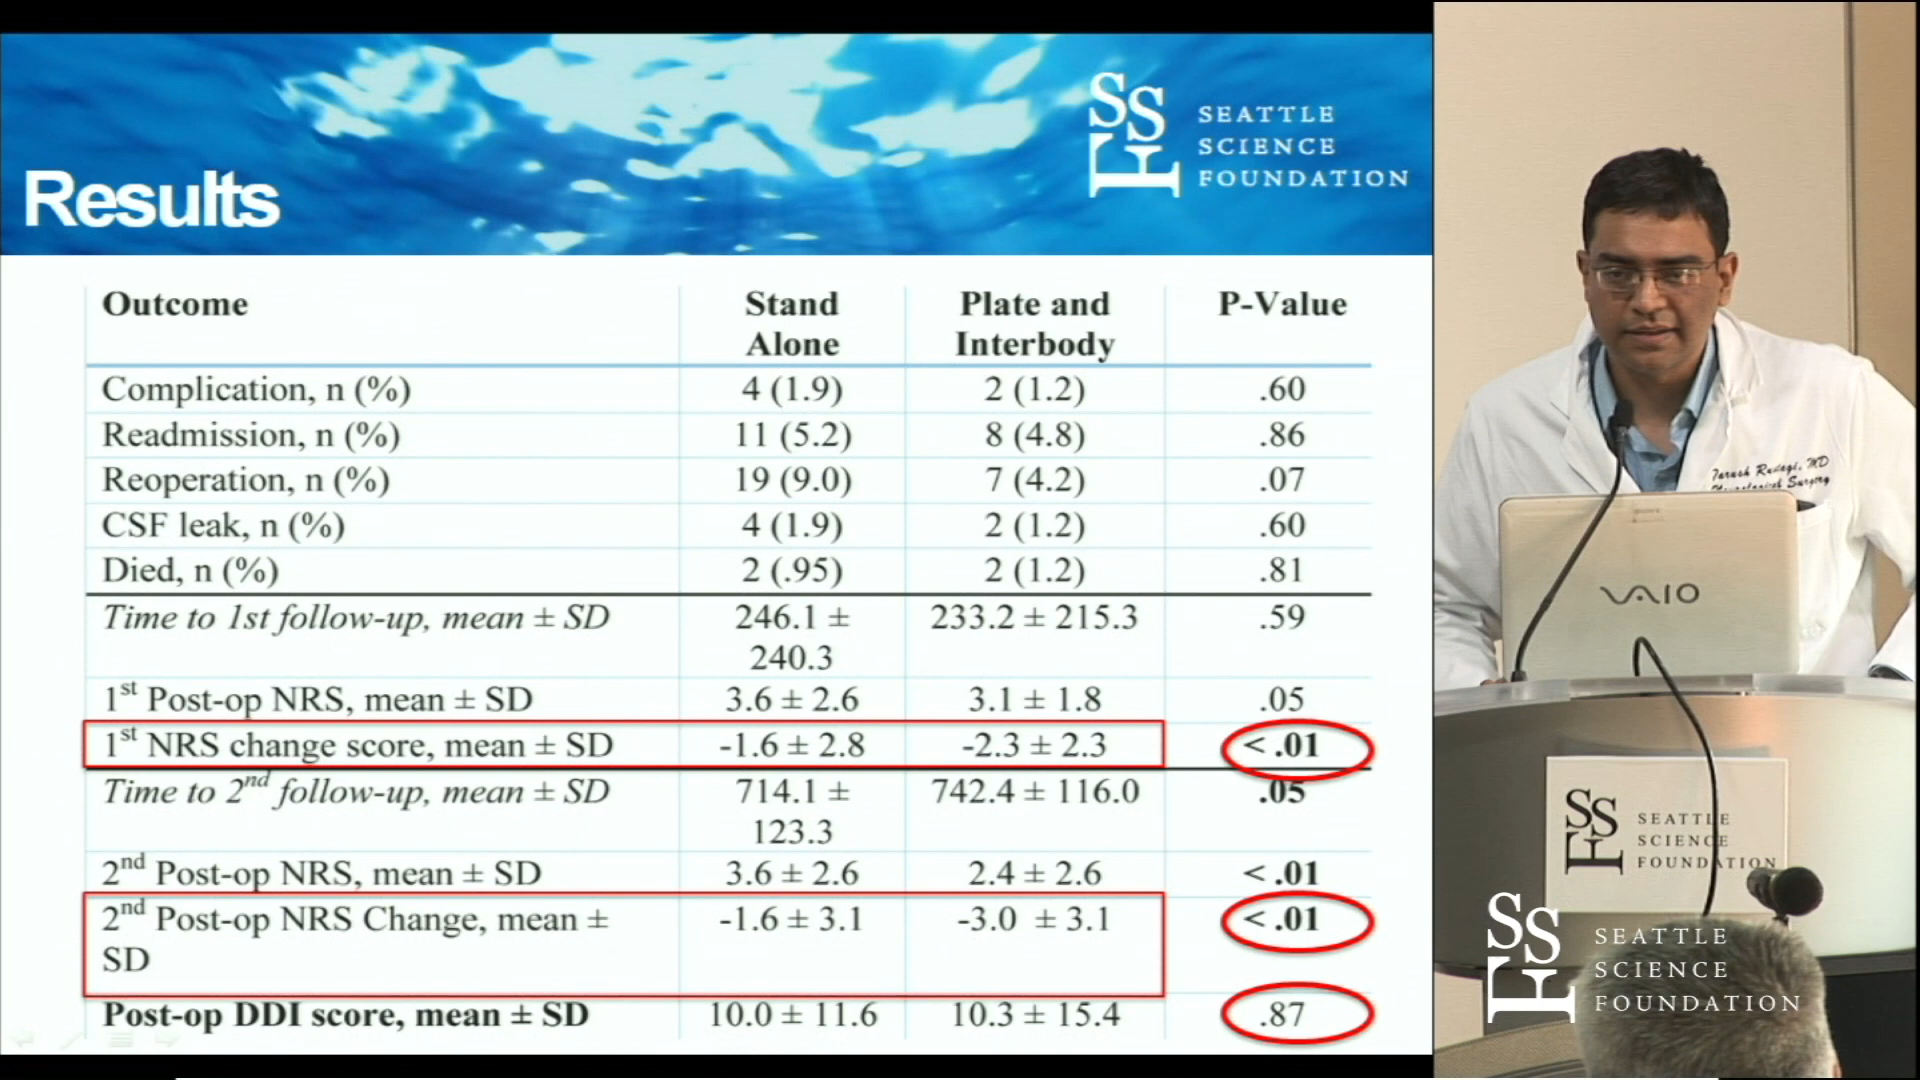 Results
SEATTLE
SCIENCE
FOUNDATION
Outcome Stand Alone Plate and Interbody P-Value
Complication, n (%) 4 (1.9) 2 (1.2) .60
Readmission, n (%) 11 (5.2) 8 (4.8) .86
Reoperation, n (%) 19 (9.0) 7 (4.2) .07
CSF leak, n (%) 4 (1.9) 2 (1.2) .60
Died, n (%) 2 (.95) 2 (1.2) .81
Time to 1st follow-up, mean ± SD 246.1 ± 240.3 233.2 ± 215.3 .59
1st Post-op NRS, mean ± SD 3.6 ± 2.6 3.1 ± 1.8 .05
1st NRS change score, mean ± SD -1.6 ± 2.8 -2.3 ± 2.3 < .01
Time to 2nd follow-up, mean ± SD 714.1 ± 123.3 742.4 ± 116.0 .05
2nd Post-op NRS, mean ± SD 3.6 ± 2.6 2.4 ± 2.6 < .01
2nd Post-op NRS Change, mean ± SD -1.6 ± 3.1 -3.0 ± 3.1 < .01
Post-op DDI score, mean ± SD 10.0 ± 11.6 10.3 ± 15.4 .87
MD
Surgery
VAIO
SEATTLE
SCIENCE
FOUNDATION
SEATTLE
SCIENCE
FOUNDATION